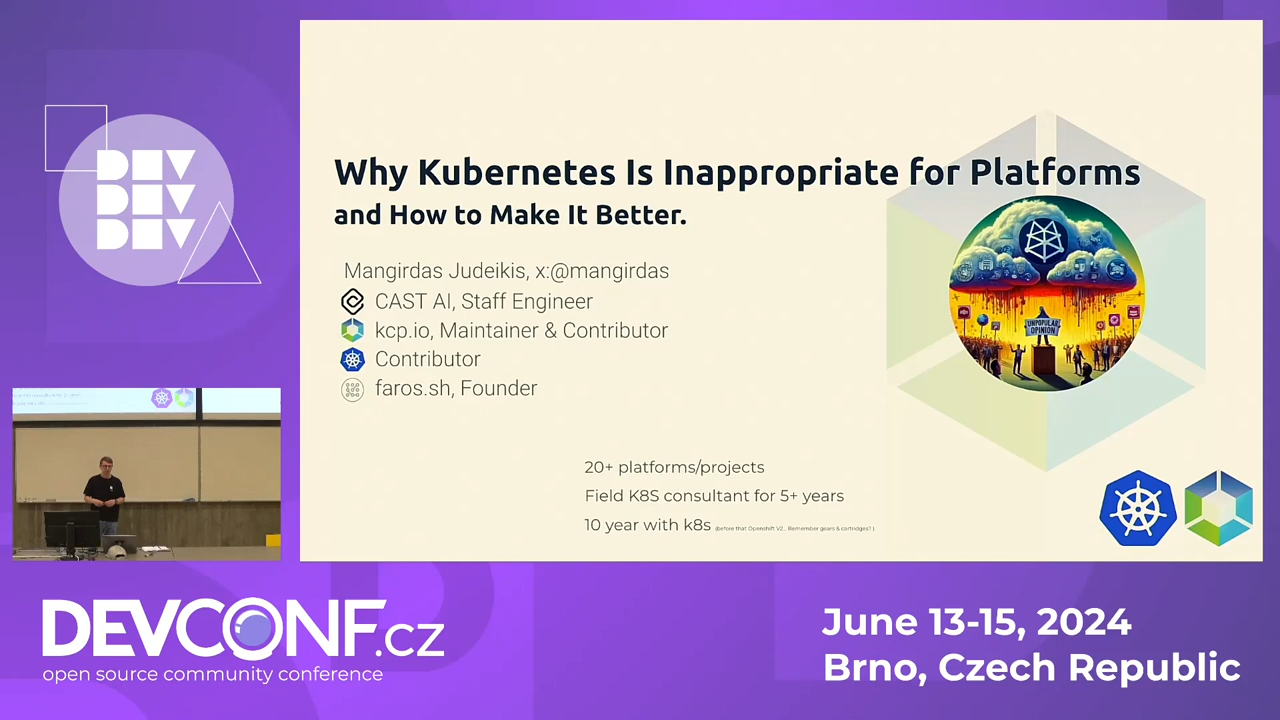 DEV
DEV
DEV
Why Kubernetes Is Inappropriate for Platforms
and How to Make It Better.
Mangirdas Judeikis, x:@mangirdas
CAST AI, Staff Engineer
kcp.io, Maintainer & Contributor
Contributor
faros.sh, Founder
UNPOPULAR
OPINION
20+ platforms/projects
Field K8S consultant for 5+ years
10 year with k8s (before that Openshift V2... Remember gears & cartridges? )
DEVCONF.cz
open source community conference
June 13-15, 2024
Brno, Czech Republic